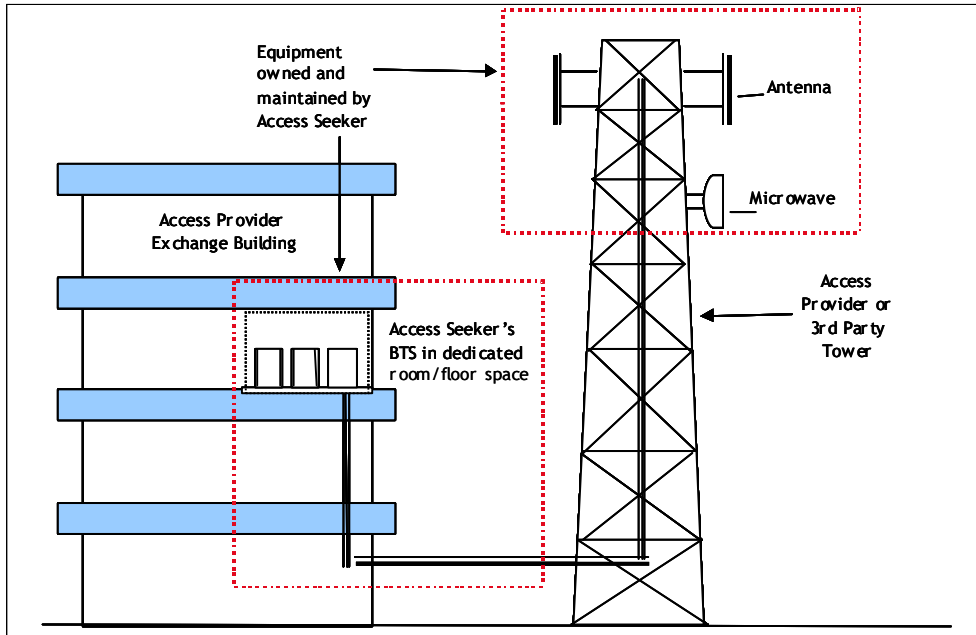 Equipment
owned and
maintained by
Access Seeker
Antenna
Microwave
Access Provider
Exchange Building
Access
Provider or
3rd Party
Tower
Access Seeker's
BTS in dedicated
room/floor space